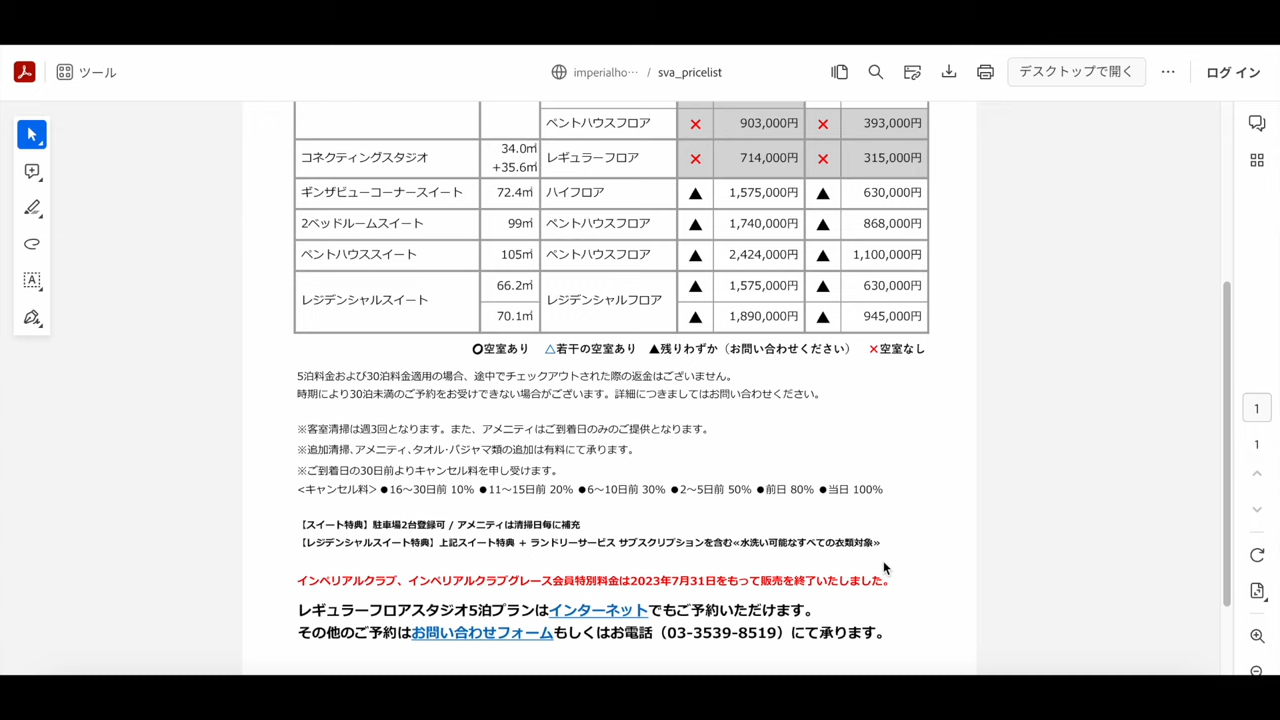 ツール
imperialho… / sva_pricelist
デスクトップで開く
ログイン
ペントハウスフロア × 903,000円 × 393,000円
コネクティングスタジオ 34.0㎡ +35.6㎡ レギュラーフロア × 714,000円 × 315,000円
ギンザビューコーナースイート 72.4㎡ ハイフロア ▲ 1,575,000円 ▲ 630,000円
2ベッドルームスイート 99㎡ ペントハウスフロア ▲ 1,740,000円 ▲ 868,000円
ペントハウススイート 105㎡ ペントハウスフロア ▲ 2,424,000円 ▲ 1,100,000円
レジデンシャルスイート 66.2㎡ レジデンシャルフロア ▲ 1,575,000円 ▲ 630,000円
70.1㎡ ▲ 1,890,000円 ▲ 945,000円
〇空室あり △若干の空室あり ▲残りわずか（お問い合わせください） ×空室なし
5泊料金および30泊料金適用の場合、途中でチェックアウトされた際の返金はございません。
時期により30泊未満のご予約をお受けできない場合がございます。詳細につきましてはお問い合わせください。
※客室清掃は週3回となります。また、アメニティはご到着日のみのご提供となります。
※追加清掃、アメニティ、タオル・パジャマ類の追加は有料にて承ります。
※ご到着日の30日前よりキャンセル料を申し受けます。
<キャンセル料> ●16～30日前 10% ●11～15日前 20% ●6～10日前 30% ●2～5日前 50% ●前日 80% ●当日 100%
【スイート特典】駐車場2台登録可 / アメニティは清掃日毎に補充
【レジデンシャルスイート特典】上記スイート特典 + ランドリーサービス サブスクリプションを含む≪水洗い可能なすべての衣類対象≫
インペリアルクラブ、インペリアルクラブグレース会員特別料金は2023年7月31日をもって販売を終了いたしました。
レギュラーフロアスタジオ5泊プランはインターネットでもご予約いただけます。
その他のご予約はお問い合わせフォームもしくはお電話（03-3539-8519）にて承ります。
1
1